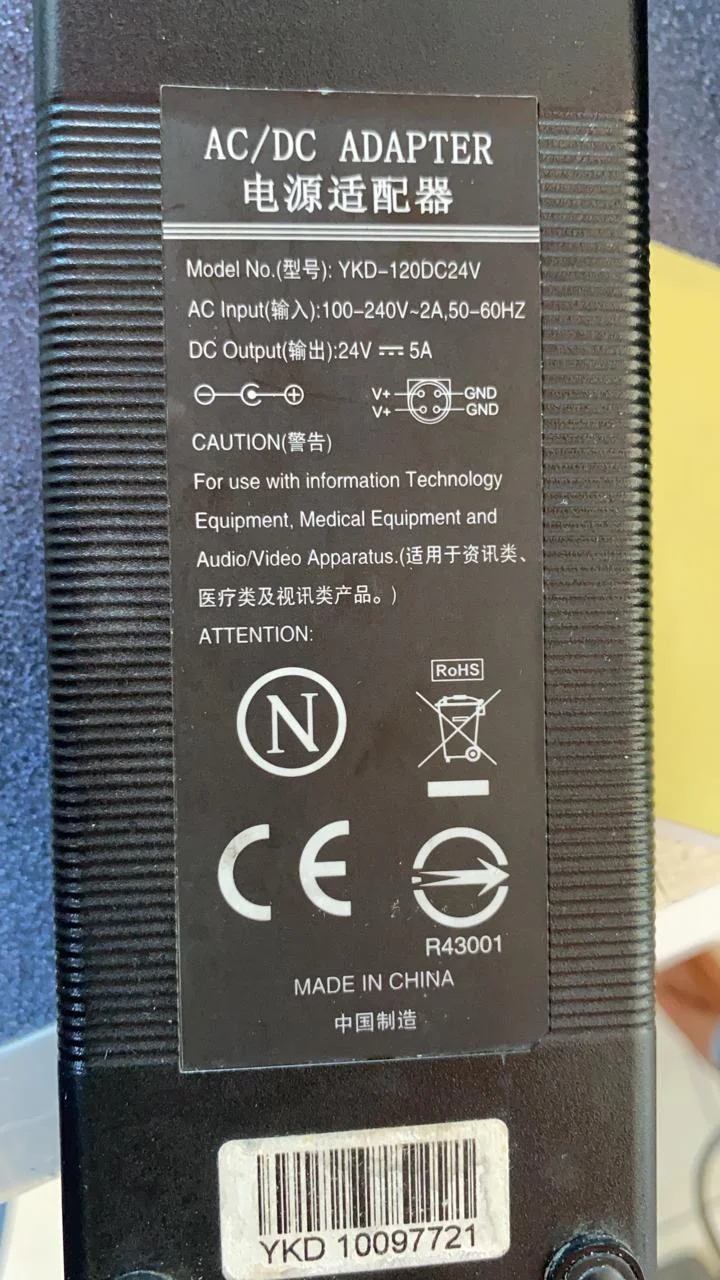 AC/DC ADAPTER
电源适配器
Model No.(型号): YKD-120DC24V
AC Input(输入):100-240V~2A,50-60HZ
DC Output(输出):24V ⎓ 5A
V+ GND
V+ GND
CAUTION(警告)
For use with information Technology
Equipment, Medical Equipment and
Audio/Video Apparatus.(适用于资讯类、
医疗类及视讯类产品。)
ATTENTION:
N
RoHS
CE
R43001
MADE IN CHINA
中国制造
YKD 10097721